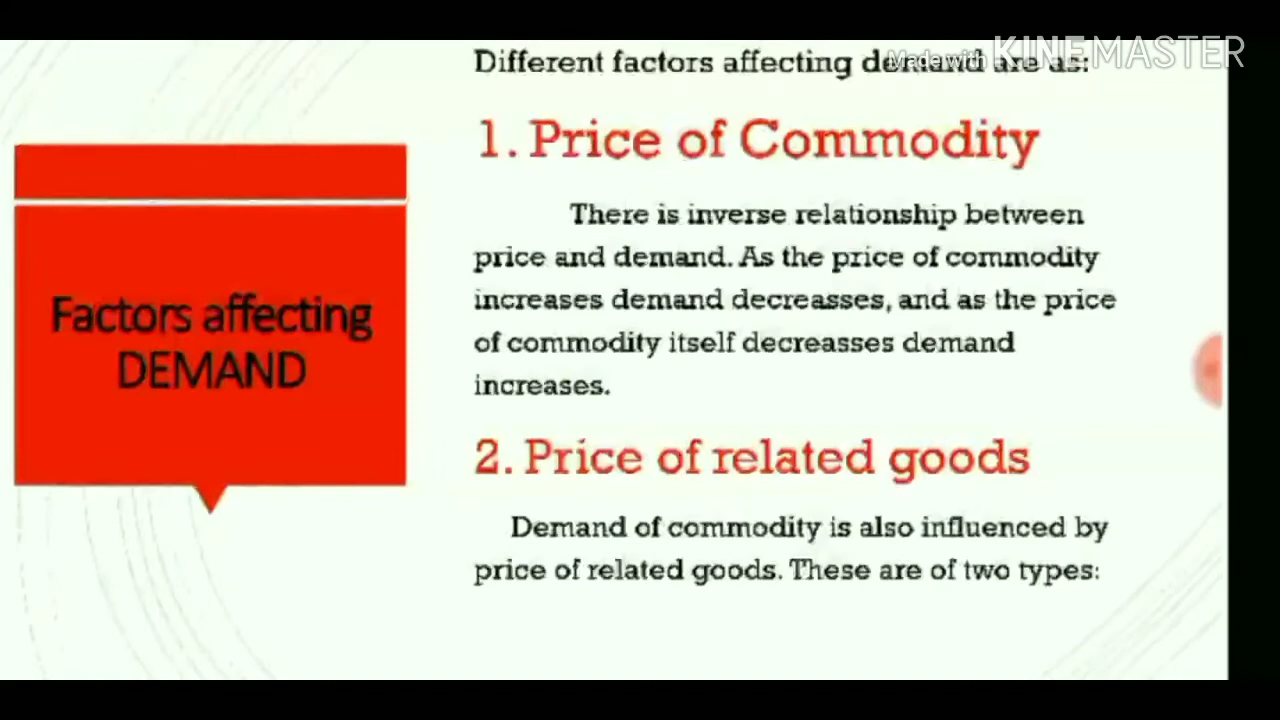 Made with KINEMASTER
Different factors affecting demand are as:
1. Price of Commodity
There is inverse relationship between
price and demand. As the price of commodity
increases demand decreasses, and as the price
of commodity itself decreasses demand
increases.
Factors affecting
DEMAND
2. Price of related goods
Demand of commodity is also influenced by
price of related goods. These are of two types: